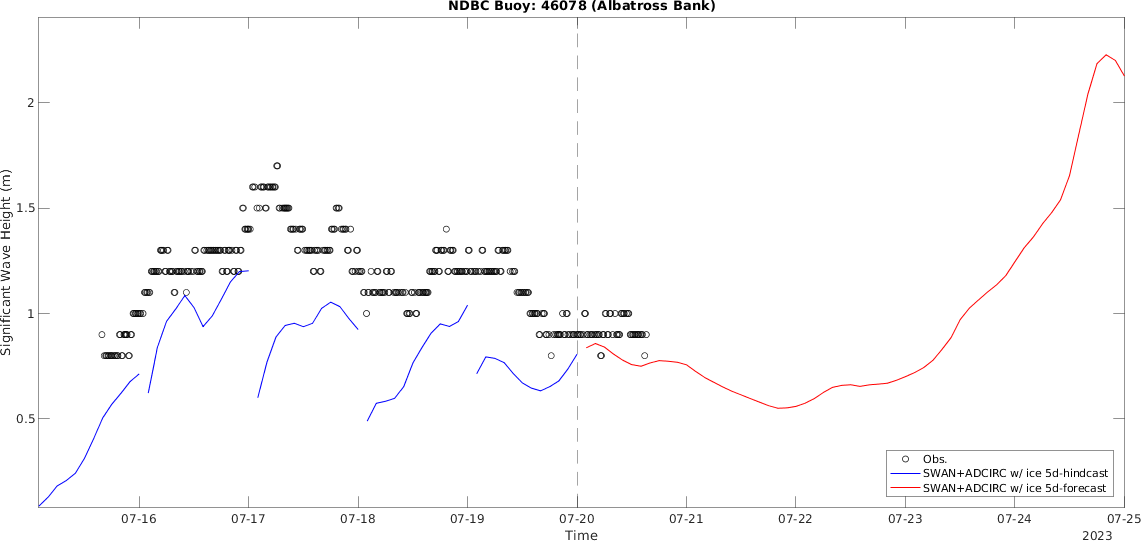 NDBC Buoy: 46078 (Albatross Bank)
Significant Wave Height (m)
2
1.5
1
0.5
Obs.
SWAN+ADCIRC w/ ice 5d-hindcast
SWAN+ADCIRC w/ ice 5d-forecast
07-16 07-17 07-18 07-19 07-20 07-21 07-22 07-23 07-24 07-25
Time
2023